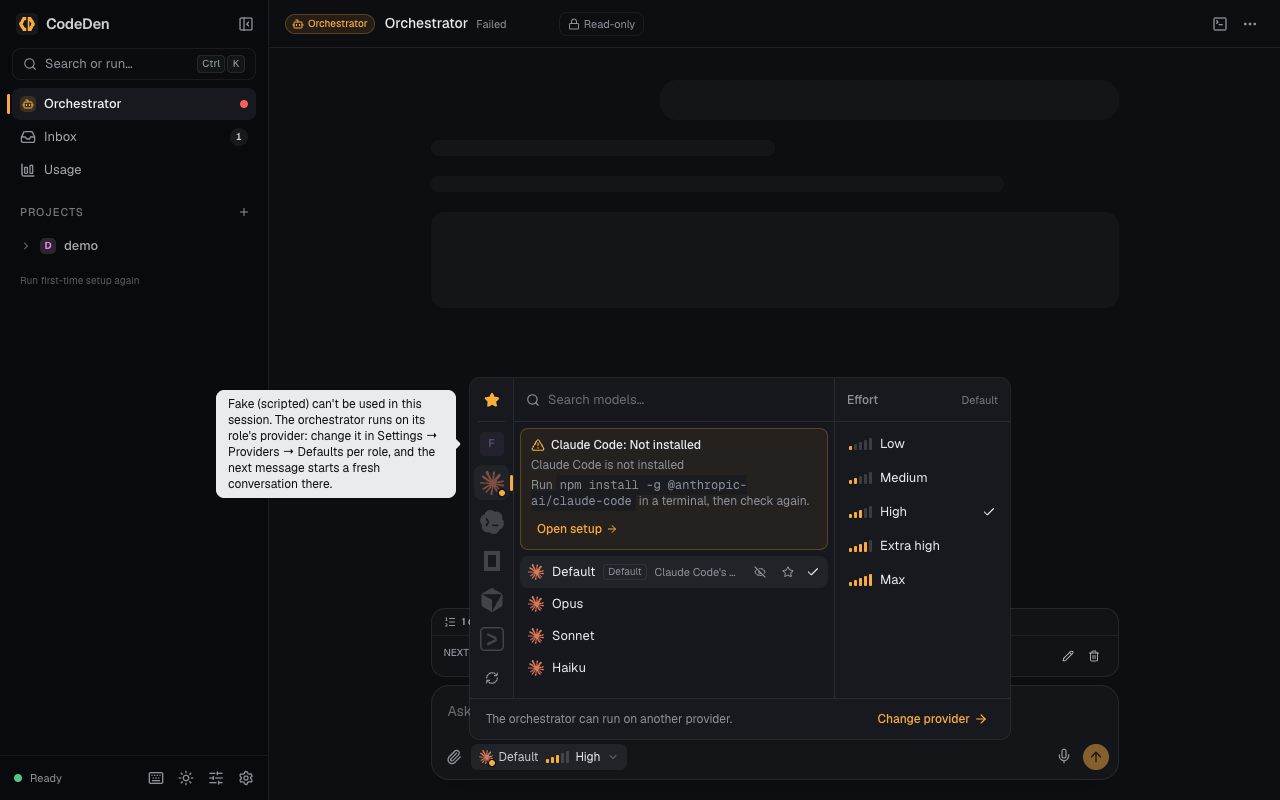 CodeDen
Search or run…
Ctrl K
Orchestrator
Inbox
1
Usage
PROJECTS
D demo
Run first-time setup again
Ready
Orchestrator
Orchestrator Failed
Read-only
Fake (scripted) can't be used in this
session. The orchestrator runs on its
role's provider: change it in Settings →
Providers → Defaults per role, and the
next message starts a fresh
conversation there.
F
Search models…
Claude Code: Not installed
Claude Code is not installed
Run npm install -g @anthropic-
ai/claude-code in a terminal, then check again.
Open setup →
Default Default Claude Code's …
Opus
Sonnet
Haiku
Effort Default
Low
Medium
High
Extra high
Max
The orchestrator can run on another provider.
Change provider →
NEXT
Ask
Default High